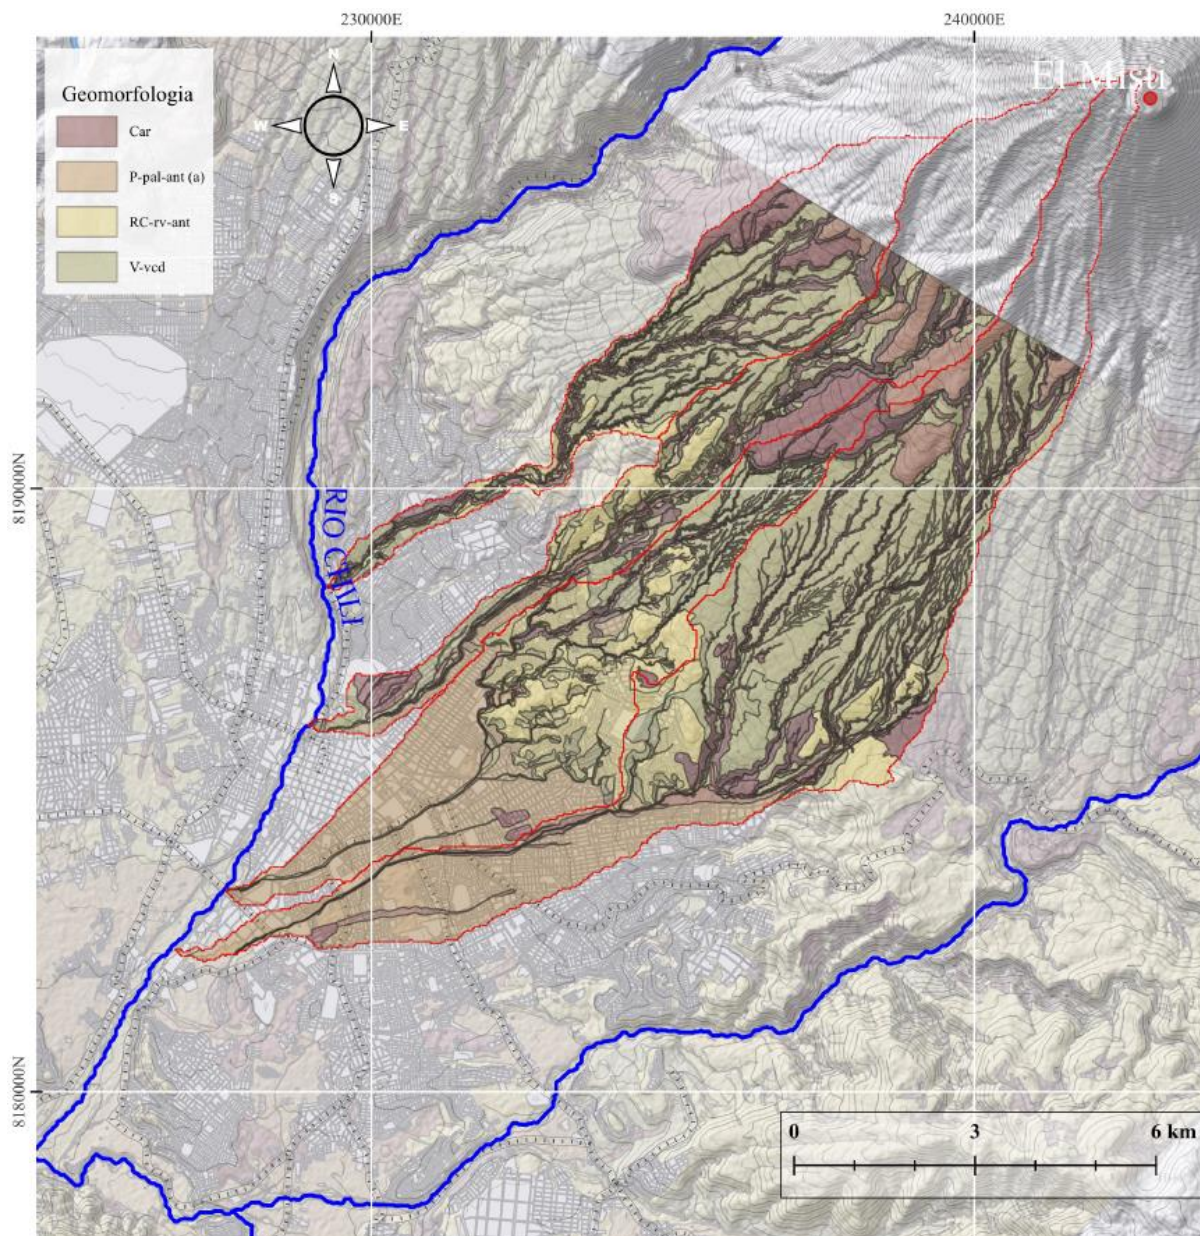 230000E
240000E
El Misti
Geomorfologia
Car
P-pal-ant (a)
RC-rv-ant
V-vcd
N
W
E
S
8190000N
RIO CHILI
8180000N
0
3
6 km